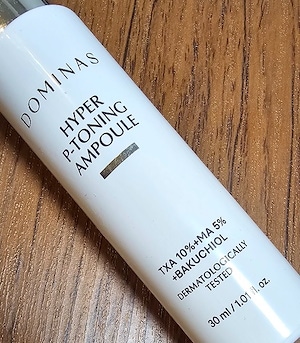 DOMINAS
HYPER
P-TONING
AMPOULE
TXA 10%+MA 5%
+BAKUCHIOL
DERMATOLOGICALLY
TESTED
30 ml / 1.01 fl.oz.